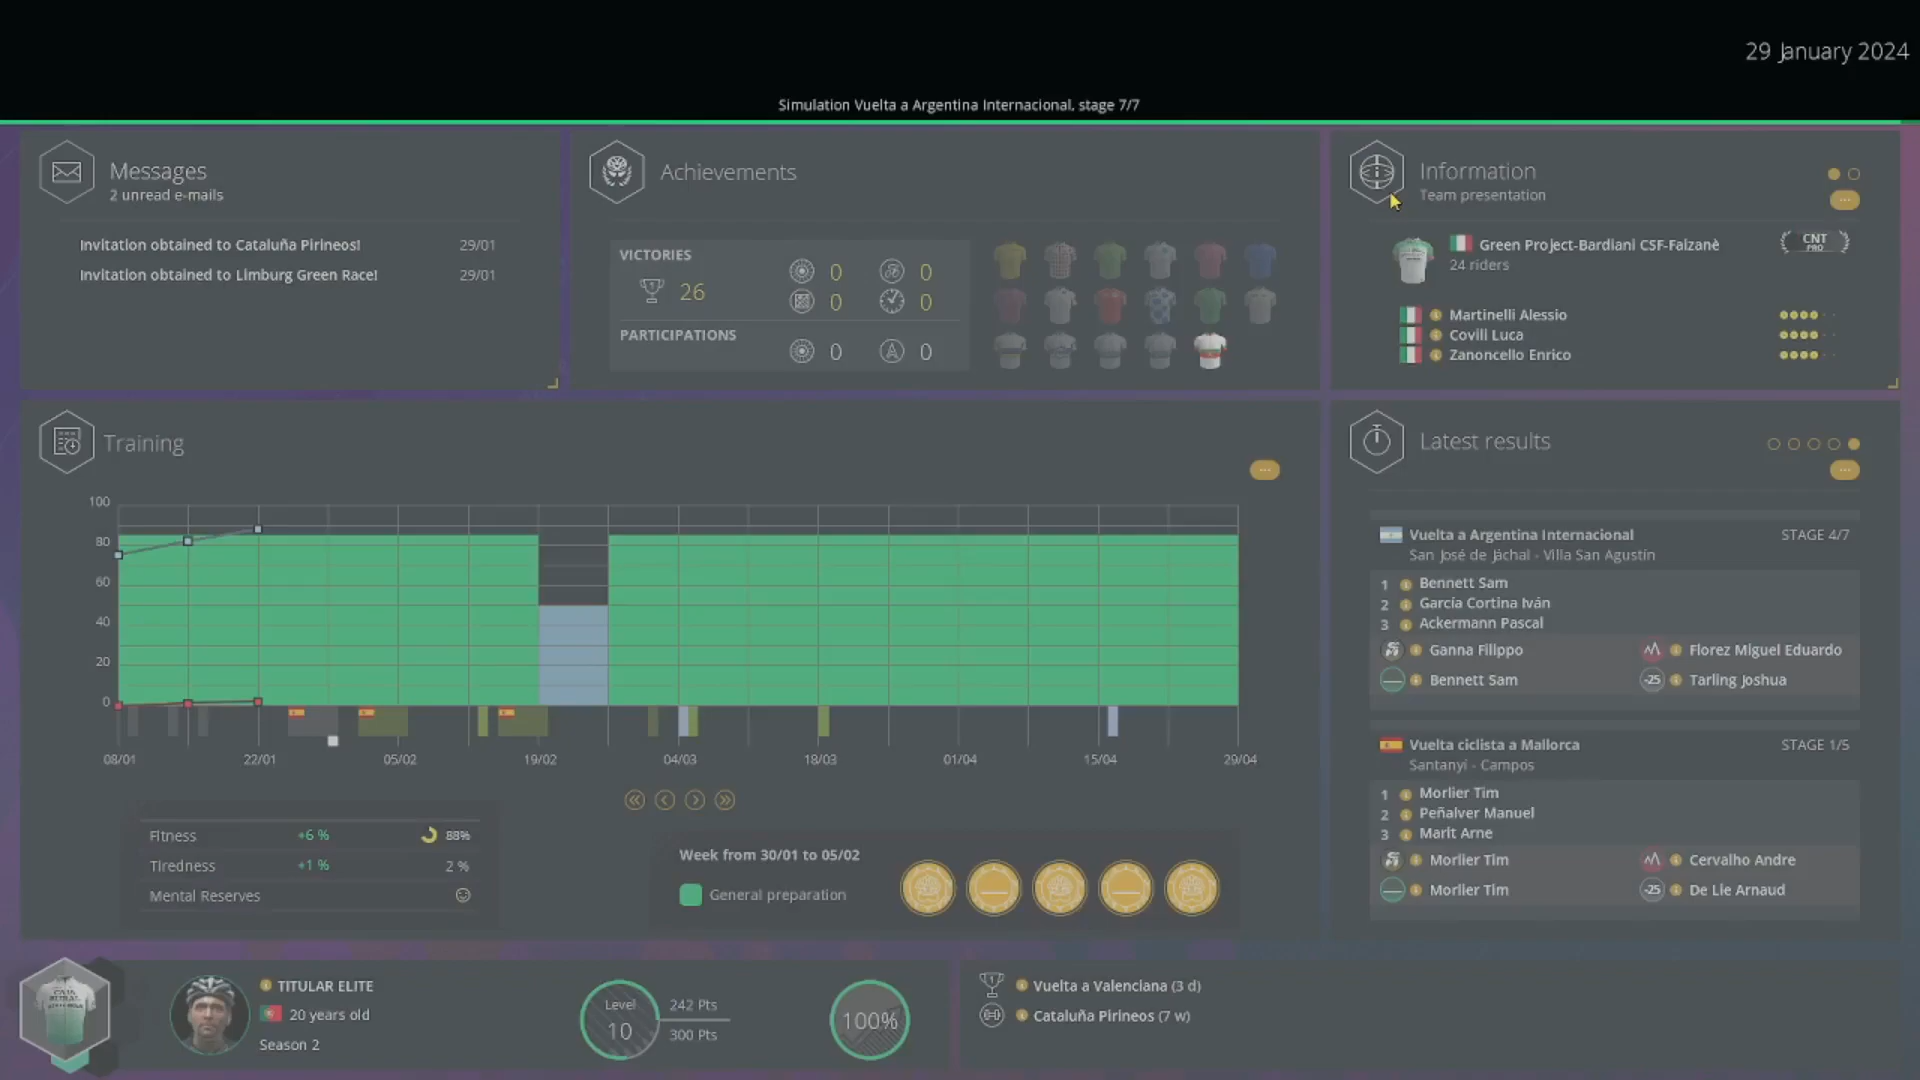 29 January 2024
Simulation Vuelta a Argentina Internacional, stage 7/7
Messages
2 unread e-mails
Invitation obtained to Cataluña Pirineos! 29/01
Invitation obtained to Limburg Green Race! 29/01
Achievements
VICTORIES
26
0 0
0 0
PARTICIPATIONS
0 0
Information
Team presentation
Green Project-Bardiani CSF-Faizanè
24 riders
CNT
PRO
Martinelli Alessio
Covili Luca
Zanoncello Enrico
Training
100
80
60
40
20
0
08/01 22/01 05/02 19/02 04/03 18/03 01/04 15/04 29/04
Fitness +6 % 88%
Tiredness +1 % 2 %
Mental Reserves
Week from 30/01 to 05/02
General preparation
Latest results
Vuelta a Argentina Internacional STAGE 4/7
San José de Jáchal - Villa San Agustín
1 Bennett Sam
2 García Cortina Iván
3 Ackermann Pascal
Ganna Filippo Florez Miguel Eduardo
Bennett Sam -25 Tarling Joshua
Vuelta ciclista a Mallorca STAGE 1/5
Santanyí - Campos
1 Morlier Tim
2 Peñalver Manuel
3 Marit Arne
Morlier Tim Cervalho Andre
Morlier Tim -25 De Lie Arnaud
TITULAR ELITE
20 years old
Season 2
Level
10
242 Pts
300 Pts
100%
Vuelta a Valenciana (3 d)
Cataluña Pirineos (7 w)